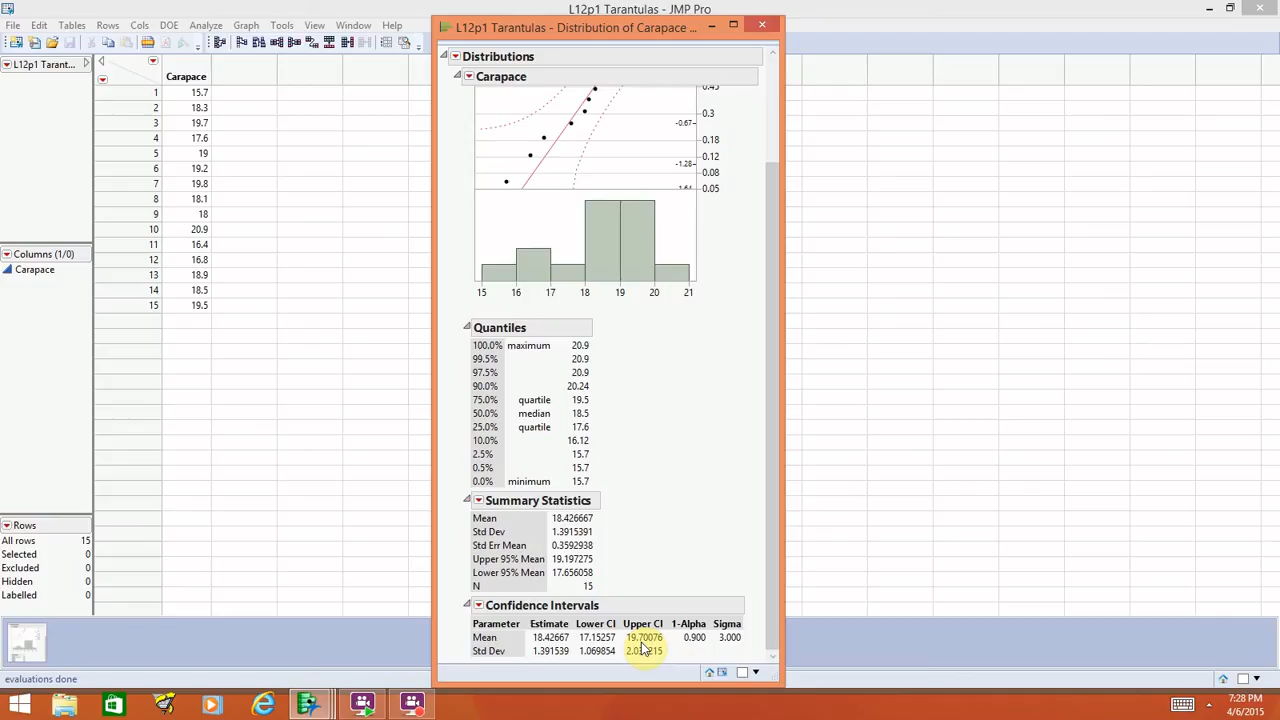 L12p1 Tarantulas - JMP Pro
File Edit Tables Rows Cols DOE Analyze Graph Tools View Window Help
L12p1 Tarant...
Carapace
1 15.7
2 18.3
3 19.7
4 17.6
5 19
6 19.2
7 19.8
8 18.1
9 18
10 20.9
11 16.4
12 16.8
13 18.9
14 18.5
15 19.5
Columns (1/0)
Carapace
Rows
All rows 15
Selected 0
Excluded 0
Hidden 0
Labelled 0
evaluations done
L12p1 Tarantulas - Distribution of Carapace ...
Distributions
Carapace
0.45
0.3
-0.67
0.18
0.12
-1.28
0.08
-1.64
0.05
15 16 17 18 19 20 21
Quantiles
100.0% maximum 20.9
99.5% 20.9
97.5% 20.9
90.0% 20.24
75.0% quartile 19.5
50.0% median 18.5
25.0% quartile 17.6
10.0% 16.12
2.5% 15.7
0.5% 15.7
0.0% minimum 15.7
Summary Statistics
Mean 18.426667
Std Dev 1.3915391
Std Err Mean 0.3592938
Upper 95% Mean 19.197275
Lower 95% Mean 17.656058
N 15
Confidence Intervals
Parameter Estimate Lower CI Upper CI 1-Alpha Sigma
Mean 18.42667 17.15257 19.70076 0.900 3.000
Std Dev 1.391539 1.069854
7:28 PM
4/6/2015